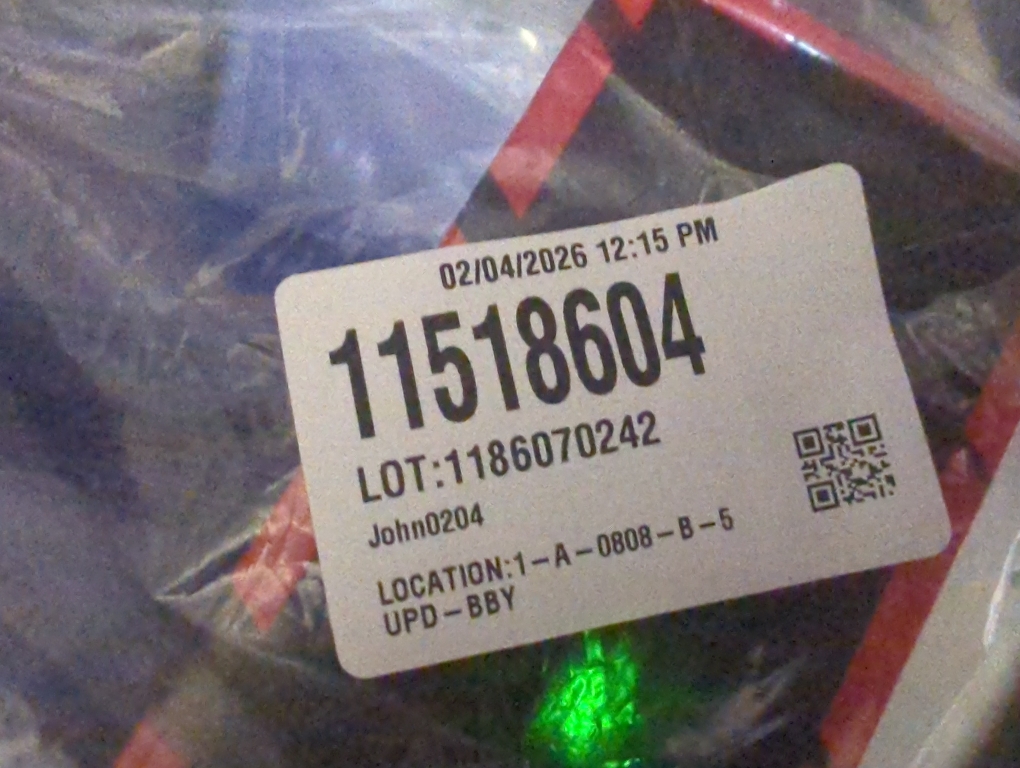 02/04/2026 12:15 PM
11518604
LOT:1186070242
John0204
LOCATION:1-A-0808-B-5
UPD-BBY